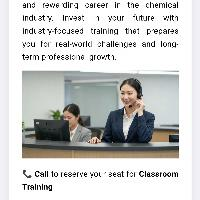 and rewarding career in the chemical
industry. Invest in your future with
industry-focused training that prepares
you for real-world challenges and long-
term professional growth.
📞 Call to reserve your seat for Classroom
Training